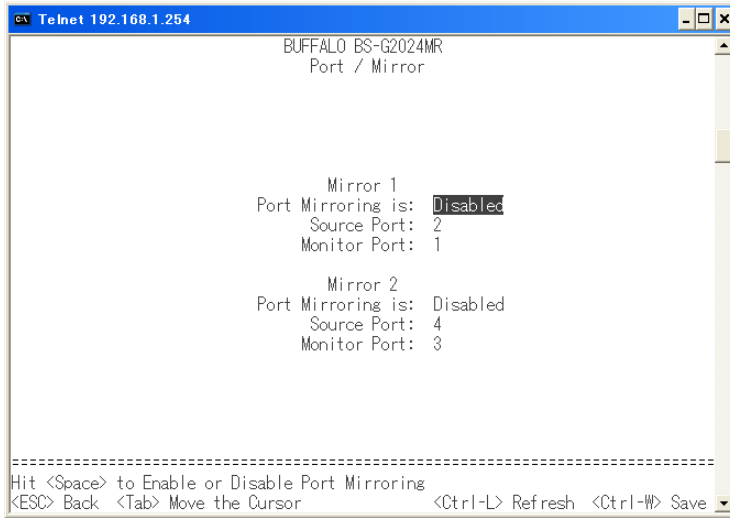 Telnet 192.168.1.254
BUFFALO BS-G2024MR
Port / Mirror
Mirror 1
Port Mirroring is: Disabled
Source Port: 2
Monitor Port: 1
Mirror 2
Port Mirroring is: Disabled
Source Port: 4
Monitor Port: 3
Hit <Space> to Enable or Disable Port Mirroring
<ESC> Back <Tab> Move the Cursor <Ctrl-L> Refresh <Ctrl-W> Save